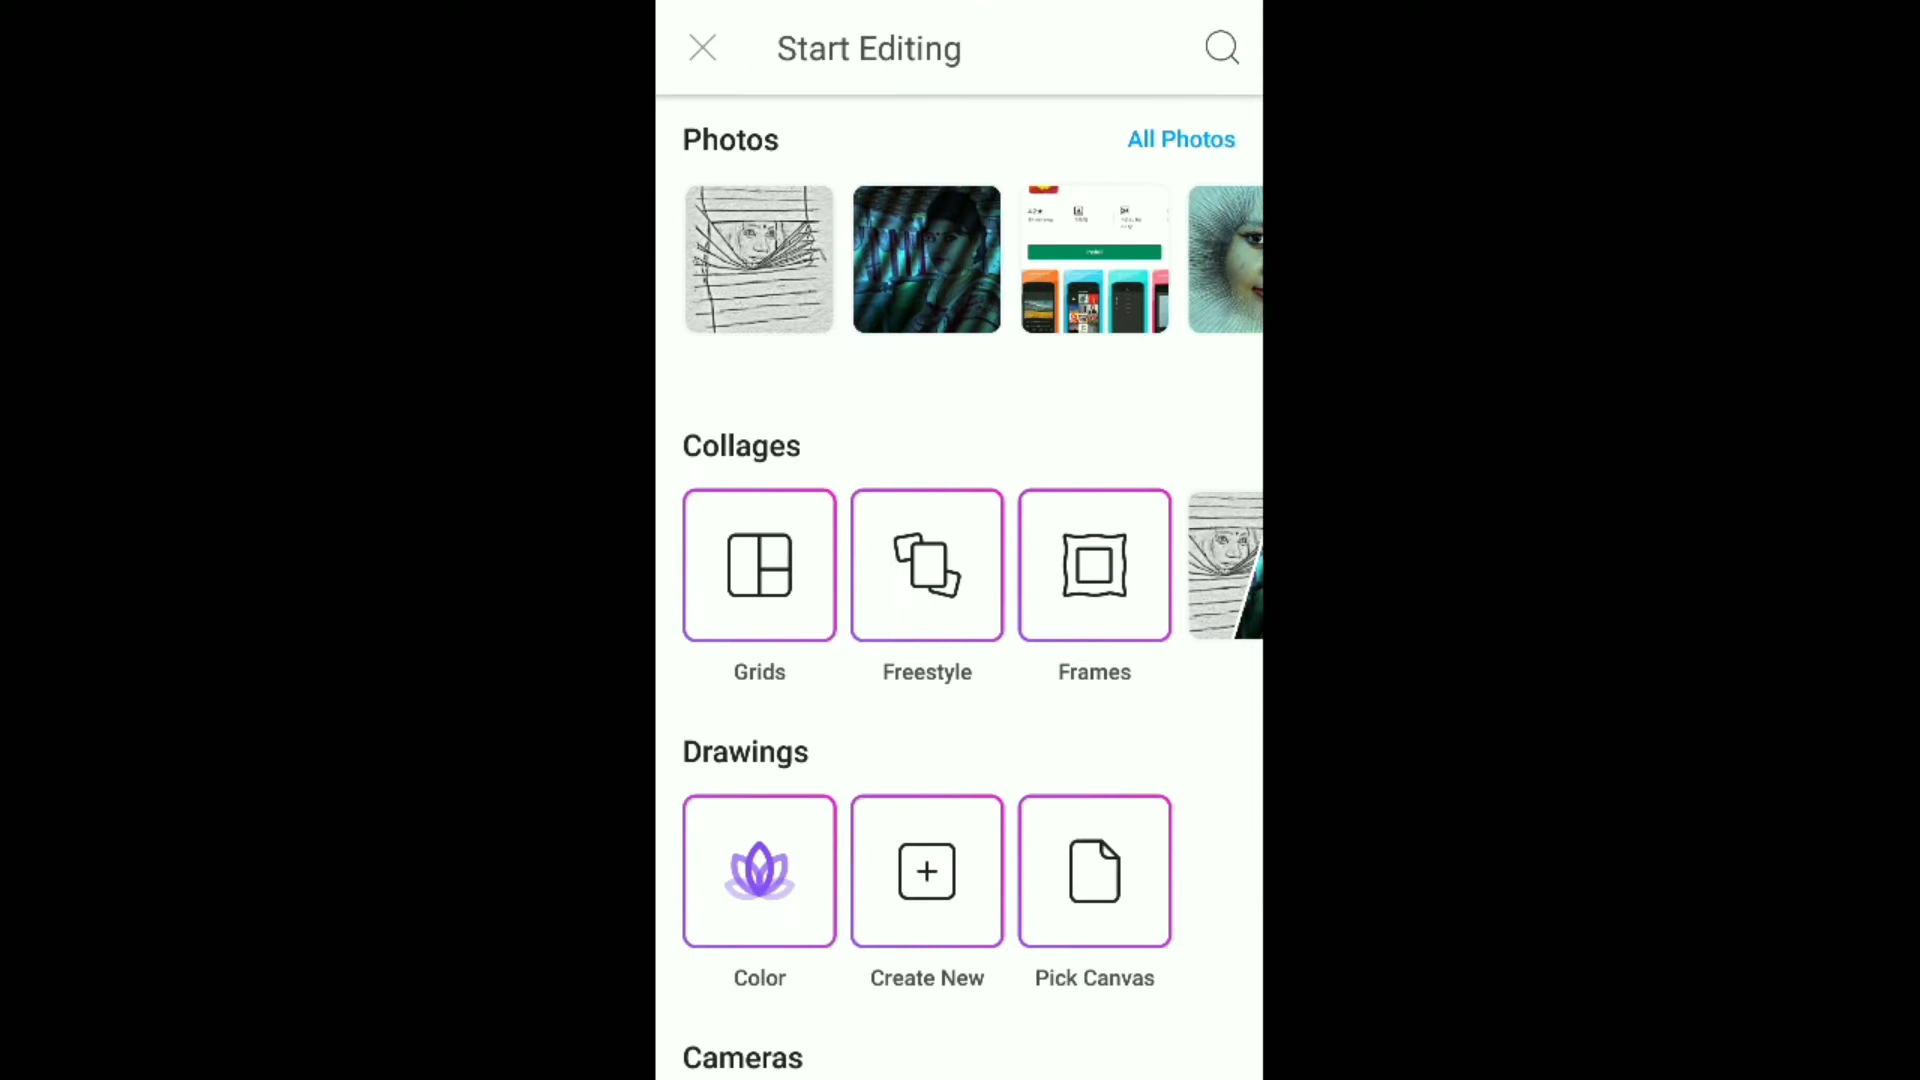 Start Editing
Photos
All Photos
Collages
Grids
Freestyle
Frames
Drawings
Color
Create New
Pick Canvas
Cameras